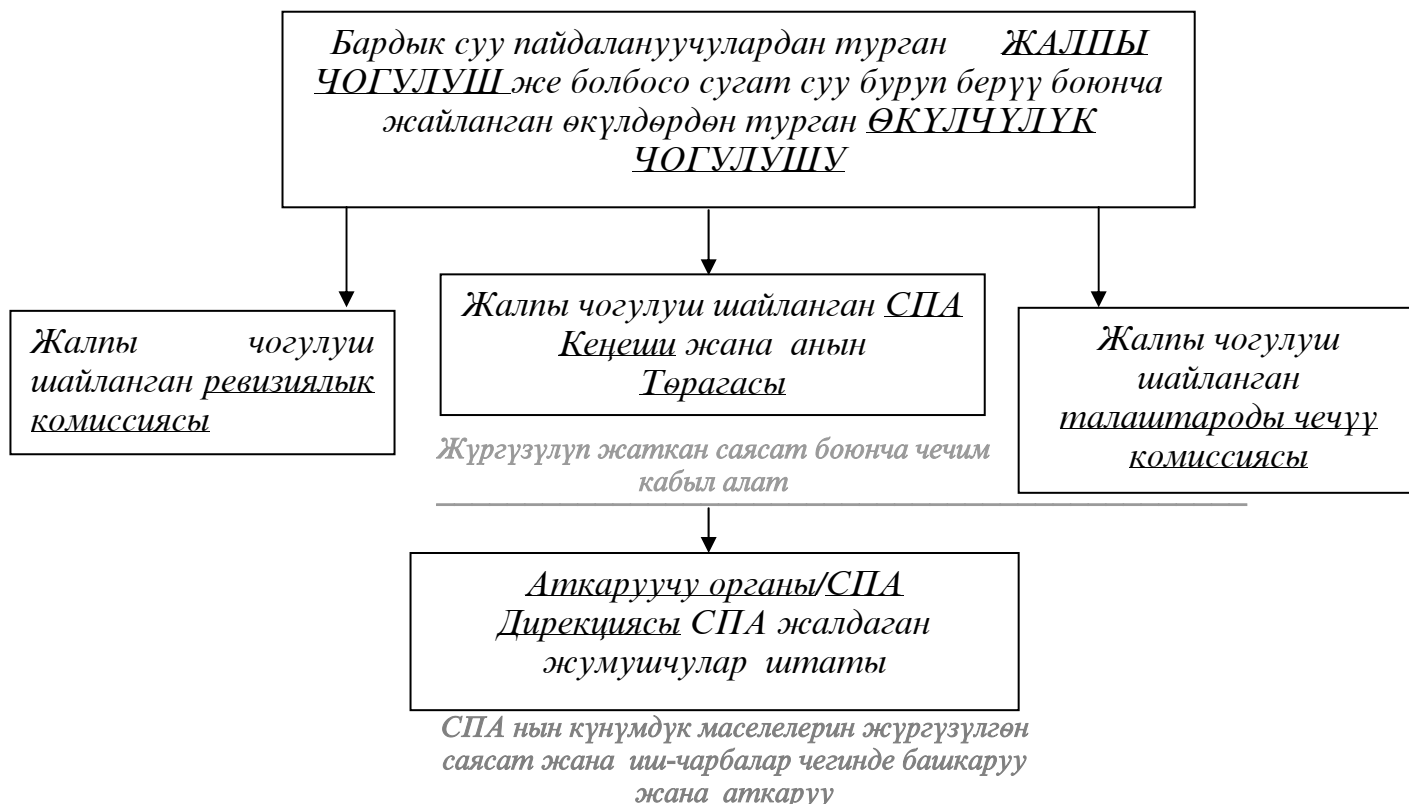 Бардык суу пайдалануучулардан турган ЖАЛПЫ
ЧОГУЛУШ же болбосо сугат суу буруп берүү боюнча
жайланган өкүлдөрдөн турган ӨКҮЛЧҮЛҮК
ЧОГУЛУШУ
Жалпы чогулуш
шайланган ревизиялык
комиссиясы
Жалпы чогулуш шайланган СПА
Кеңеши жана анын
Төрагасы
Жалпы чогулуш
шайланган
талаштароды чечүү
комиссиясы
Жүргүзүлүп жаткан саясат боюнча чечим
кабыл алат
Аткаруучу органы/СПА
Дирекциясы СПА жалдаган
жумушчулар штаты
СПА нын күнүмдүк маселелерин жүргүзүлгөн
саясат жана иш-чарбалар чегинде башкаруу
жана аткаруу